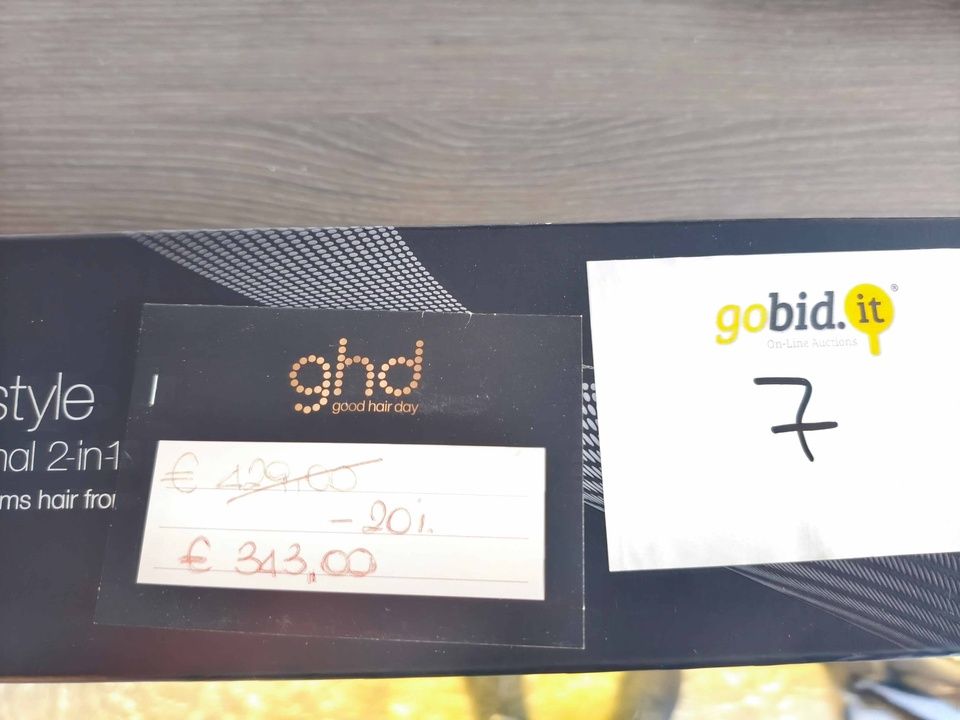 style
nal 2-in-1
ms hair fro
ghd
good hair day
€ 429,00
- 20%
€ 343,00
gobid.it®
On-Line Auctions
7